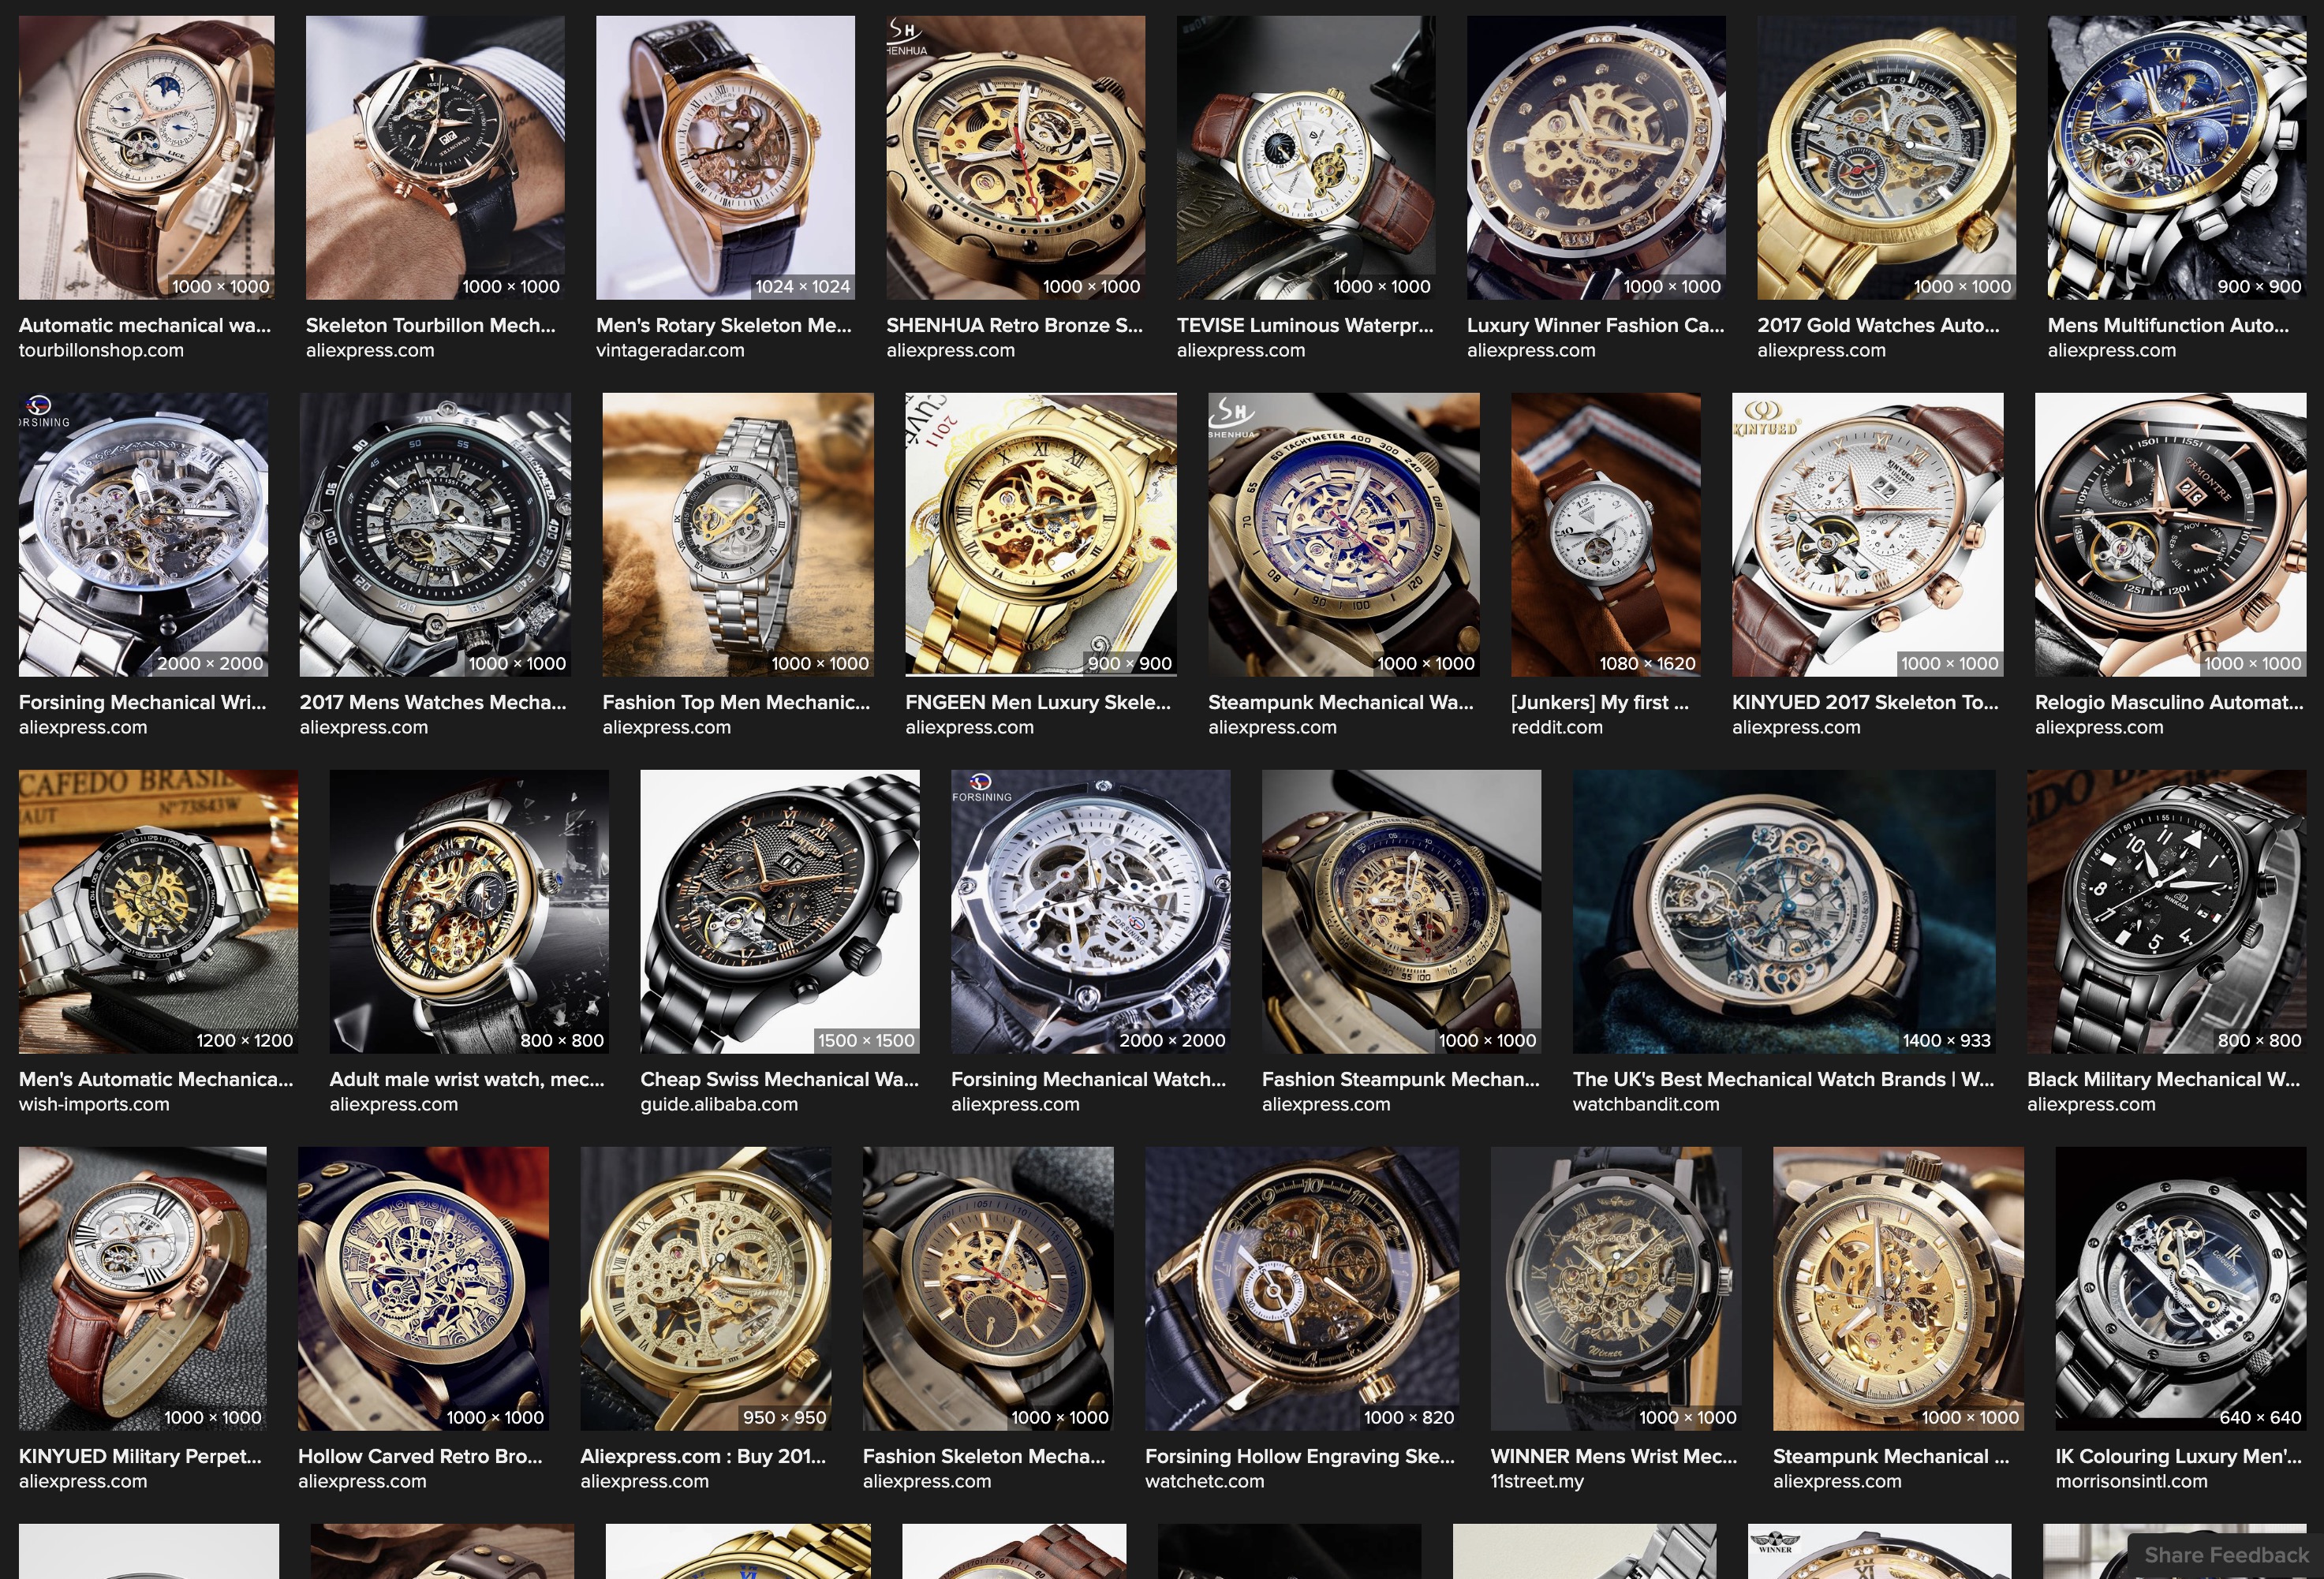 SH
SHENHUA
1000 × 1000
1000 × 1000
1024 × 1024
1000 × 1000
1000 × 1000
1000 × 1000
1000 × 1000
900 × 900
Automatic mechanical wa...
Skeleton Tourbillon Mech...
Men's Rotary Skeleton Me...
SHENHUA Retro Bronze S...
TEVISE Luminous Waterpr...
Luxury Winner Fashion Ca...
2017 Gold Watches Auto...
Mens Multifunction Auto...
tourbillonshop.com
aliexpress.com
vintageradar.com
aliexpress.com
aliexpress.com
aliexpress.com
aliexpress.com
aliexpress.com
FORSINING
2011
SH
SHENHUA
KINYUED
2000 × 2000
1000 × 1000
1000 × 1000
900 × 900
1000 × 1000
1080 × 1620
1000 × 1000
1000 × 1000
Forsining Mechanical Wri...
2017 Mens Watches Mecha...
Fashion Top Men Mechanic...
FNGEEN Men Luxury Skele...
Steampunk Mechanical Wa...
[Junkers] My first ...
KINYUED 2017 Skeleton To...
Relogio Masculino Automat...
aliexpress.com
aliexpress.com
aliexpress.com
aliexpress.com
aliexpress.com
reddit.com
aliexpress.com
aliexpress.com
CAFEDO BRASIL
Nº 73843W
FORSINING
1200 × 1200
800 × 800
1500 × 1500
2000 × 2000
1000 × 1000
1400 × 933
800 × 800
Men's Automatic Mechanica...
Adult male wrist watch, mec...
Cheap Swiss Mechanical Wa...
Forsining Mechanical Watch...
Fashion Steampunk Mechan...
The UK's Best Mechanical Watch Brands | W...
Black Military Mechanical W...
wish-imports.com
aliexpress.com
guide.alibaba.com
aliexpress.com
aliexpress.com
watchbandit.com
aliexpress.com
1000 × 1000
1000 × 1000
950 × 950
1000 × 1000
1000 × 820
1000 × 1000
1000 × 1000
640 × 640
KINYUED Military Perpet...
Hollow Carved Retro Bro...
Aliexpress.com : Buy 201...
Fashion Skeleton Mecha...
Forsining Hollow Engraving Ske...
WINNER Mens Wrist Mec...
Steampunk Mechanical ...
IK Colouring Luxury Men'...
aliexpress.com
aliexpress.com
aliexpress.com
aliexpress.com
watchetc.com
11street.my
aliexpress.com
morrisonsintl.com
WINNER
Share Feedback